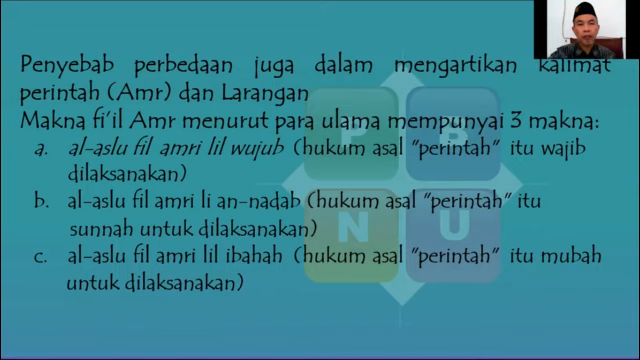 Penyebab perbedaan juga dalam mengartikan kalimat
perintah (Amr) dan Larangan
Makna fi'il Amr menurut para ulama mempunyai 3 makna:
a. al-aslu fil amri lil wujub (hukum asal "perintah" itu wajib
dilaksanakan)
b. al-aslu fil amri li an-nadab (hukum asal "perintah" itu
sunnah untuk dilaksanakan)
c. al-aslu fil amri lil ibahah (hukum asal "perintah" itu mubah
untuk dilaksanakan)
P B
N U